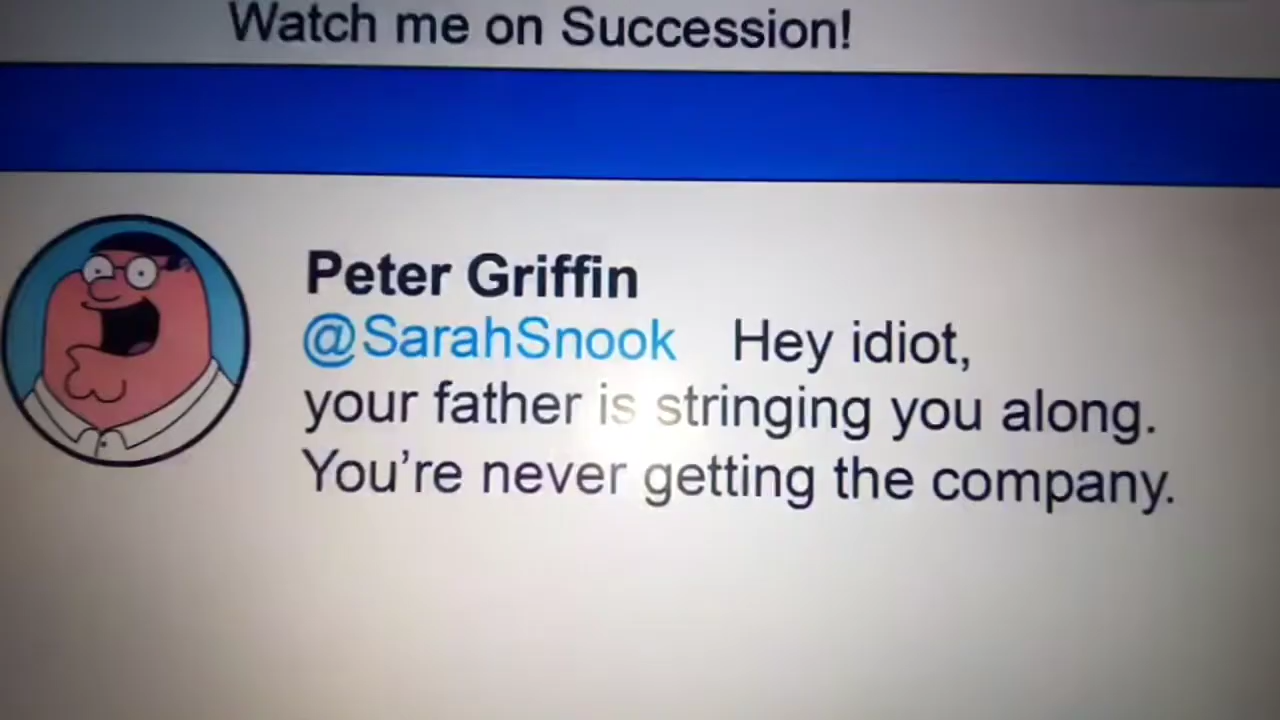 Watch me on Succession!
Peter Griffin
@SarahSnook Hey idiot,
your father is stringing you along.
You’re never getting the company.